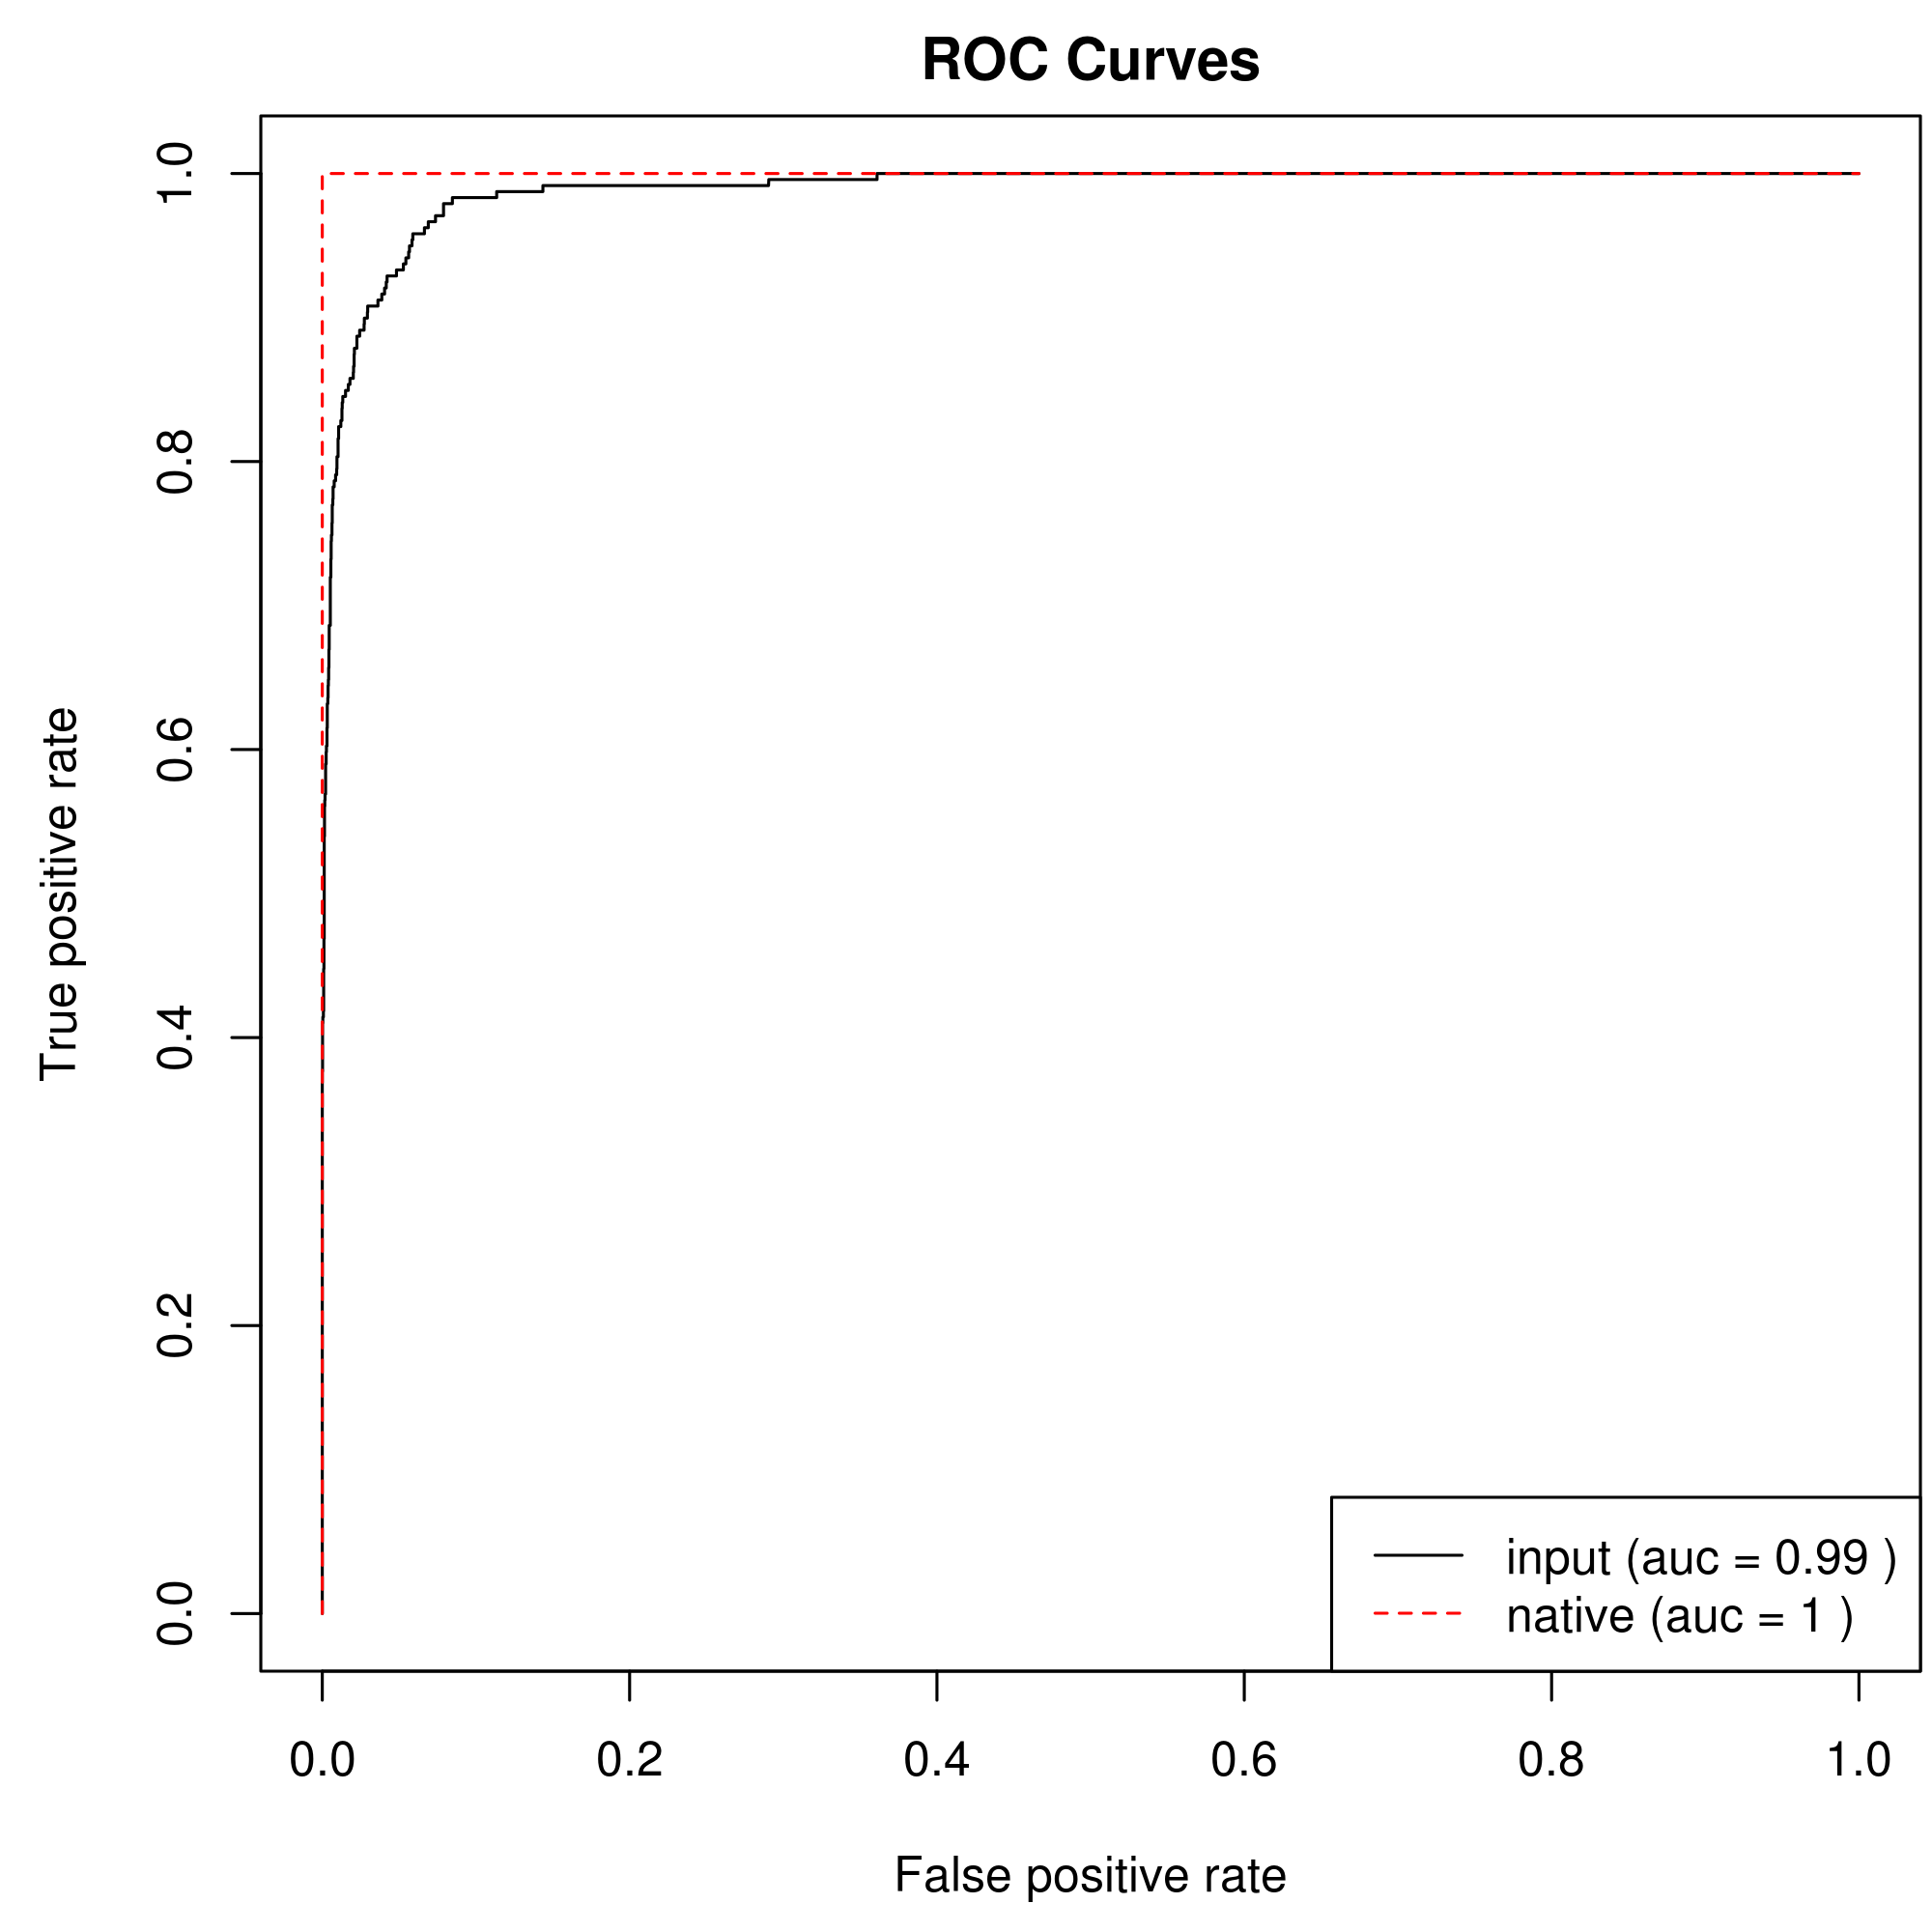 ROC Curves
True positive rate
1.0
0.8
0.6
0.4
0.2
0.0
input (auc = 0.99 )
native (auc = 1 )
0.0 0.2 0.4 0.6 0.8 1.0
False positive rate